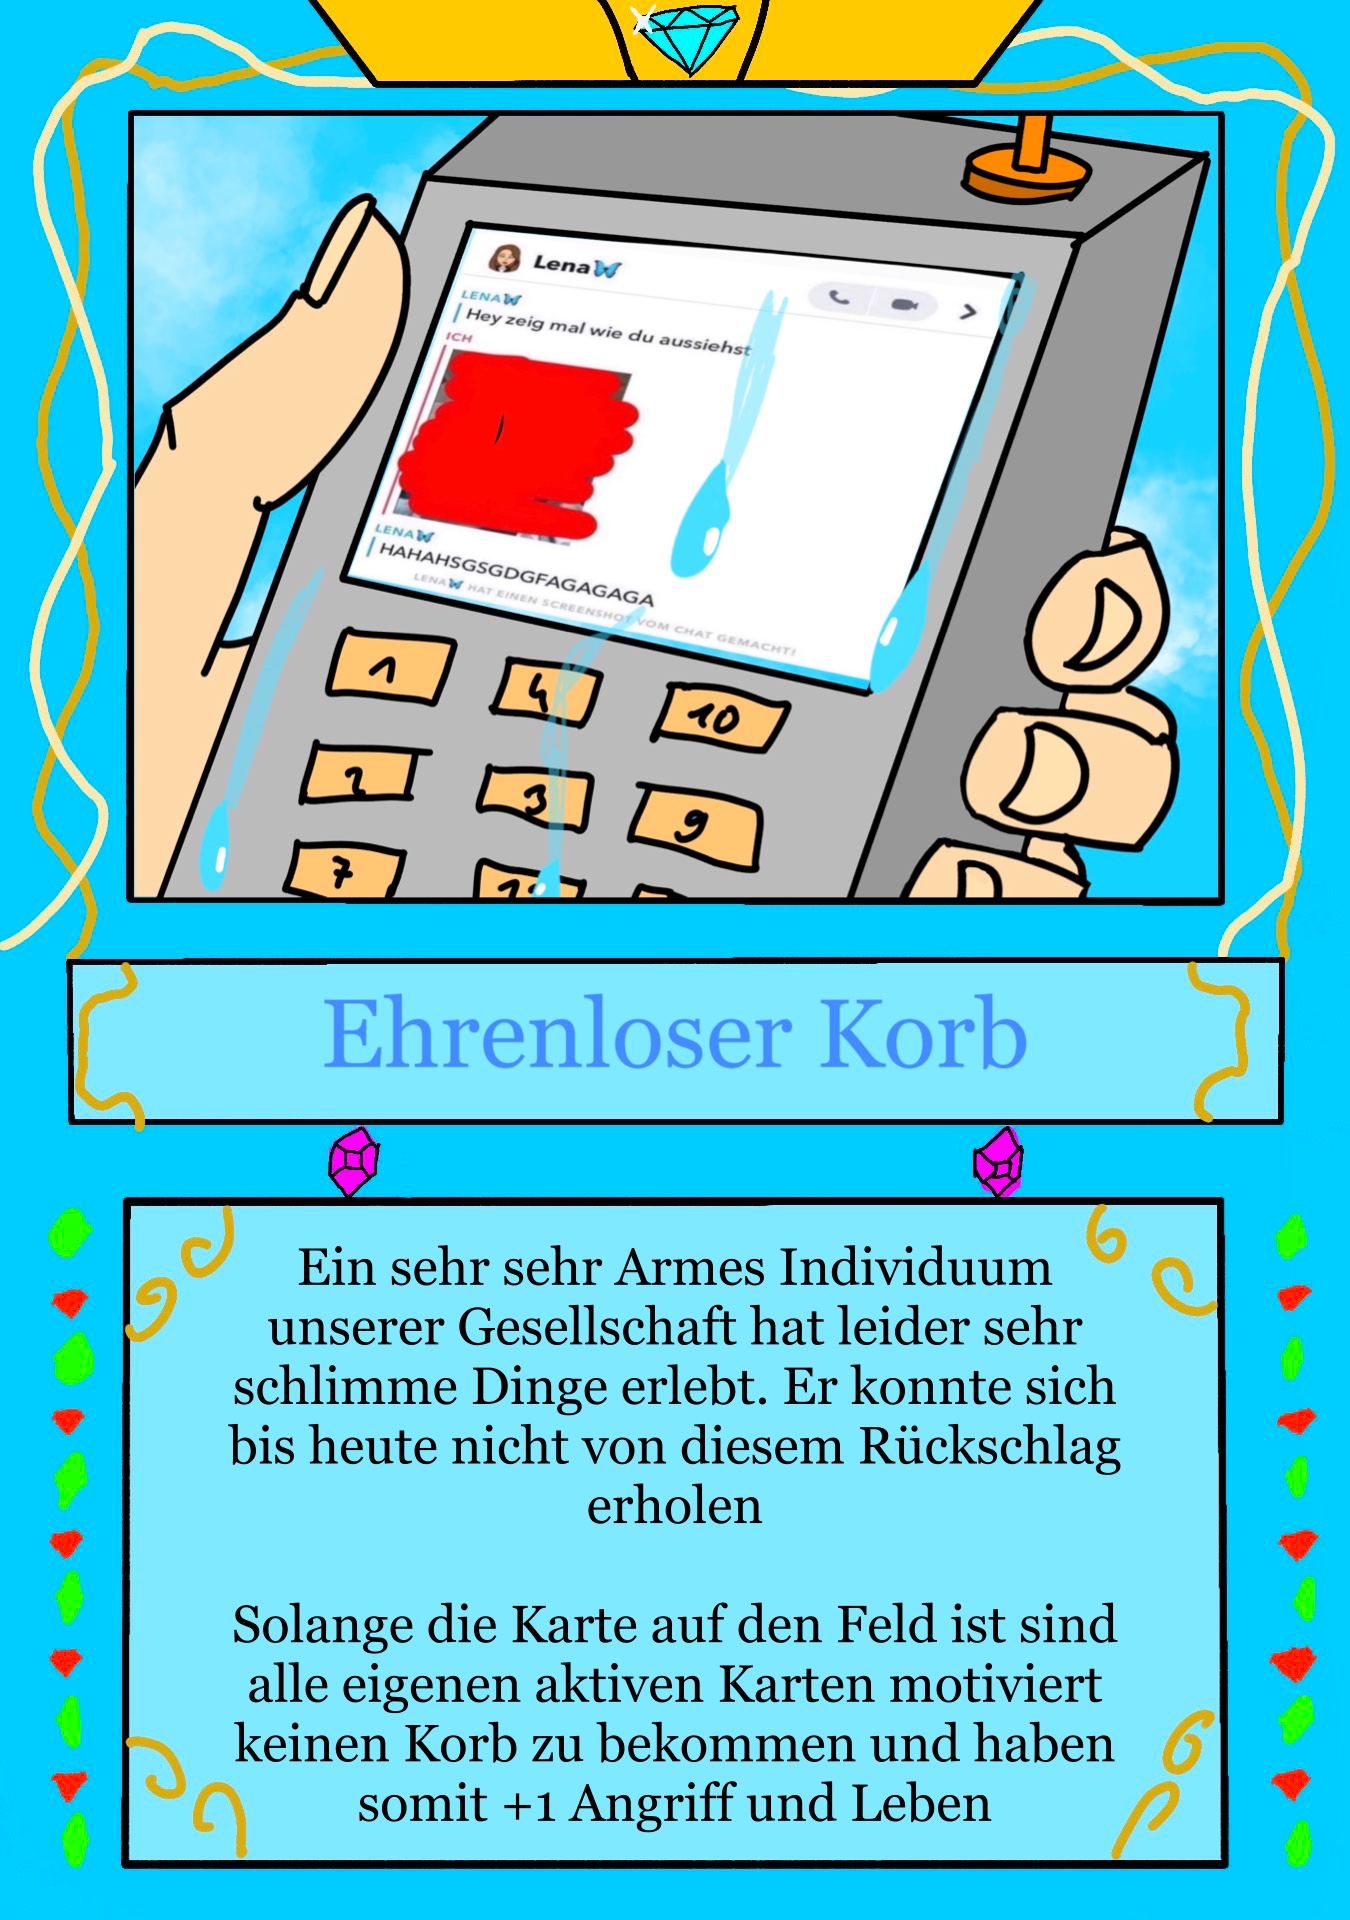 Lena🦋
LENA🦋
Hey zeig mal wie du aussiehst
ICH
LENA🦋
HAHAHSGSGDGFAGAGAGA
LENA🦋 HAT EINEN SCREENSHOT VOM CHAT GEMACHT!
1 4 10
2 3 9
7
Ehrenloser Korb
Ein sehr sehr Armes Individuum
unserer Gesellschaft hat leider sehr
schlimme Dinge erlebt. Er konnte sich
bis heute nicht von diesem Rückschlag
erholen
Solange die Karte auf den Feld ist sind
alle eigenen aktiven Karten motiviert
keinen Korb zu bekommen und haben
somit +1 Angriff und Leben